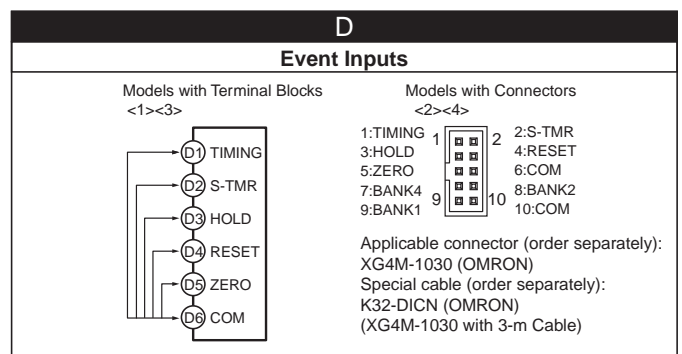 D
Event Inputs
Models with Terminal Blocks
<1><3>
D1 TIMING
D2 S-TMR
D3 HOLD
D4 RESET
D5 ZERO
D6 COM
Models with Connectors
<2><4>
1:TIMING 1 2 2:S-TMR
3:HOLD 4:RESET
5:ZERO 6:COM
7:BANK4 8:BANK2
9:BANK1 9 10 10:COM
Applicable connector (order separately):
XG4M-1030 (OMRON)
Special cable (order separately):
K32-DICN (OMRON)
(XG4M-1030 with 3-m Cable)